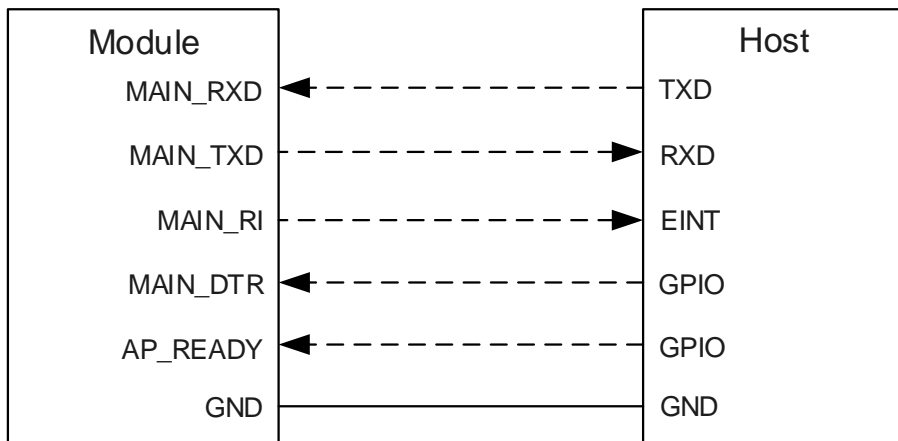 Module Host
MAIN_RXD TXD
MAIN_TXD RXD
MAIN_RI EINT
MAIN_DTR GPIO
AP_READY GPIO
GND GND